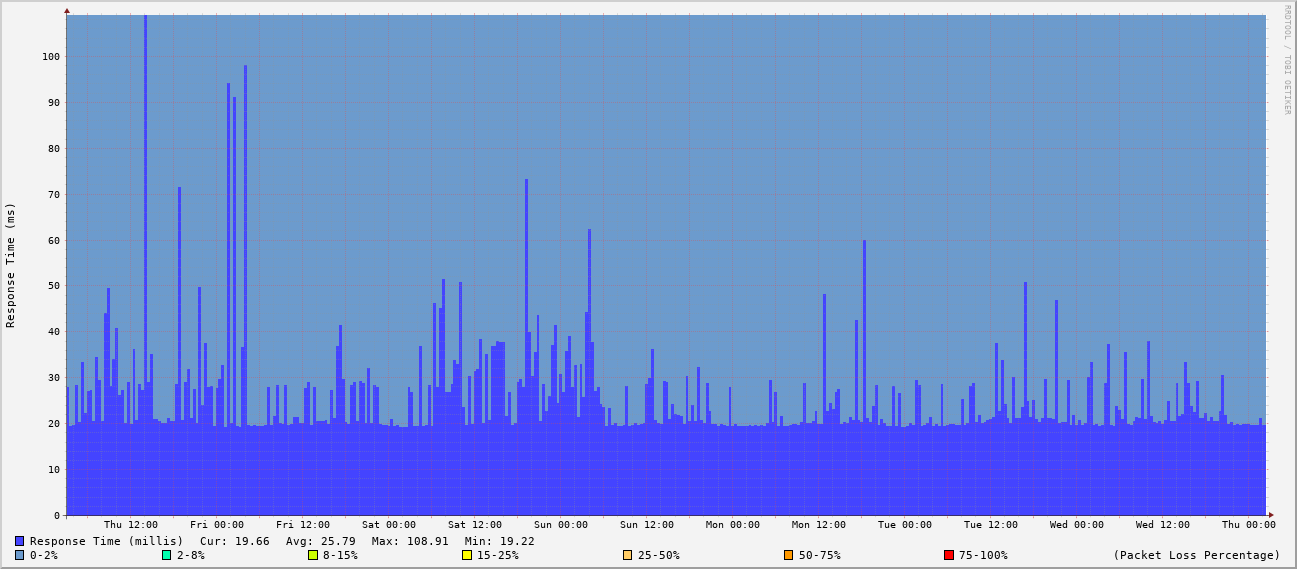 RRDTOOL / TOBI OETIKER
Response Time (ms)
100
90
80
70
60
50
40
30
20
10
0
Thu 12:00 Fri 00:00 Fri 12:00 Sat 00:00 Sat 12:00 Sun 00:00 Sun 12:00 Mon 00:00 Mon 12:00 Tue 00:00 Tue 12:00 Wed 00:00 Wed 12:00 Thu 00:00
Response Time (millis) Cur: 19.66 Avg: 25.79 Max: 108.91 Min: 19.22
0-2% 2-8% 8-15% 15-25% 25-50% 50-75% 75-100% (Packet Loss Percentage)